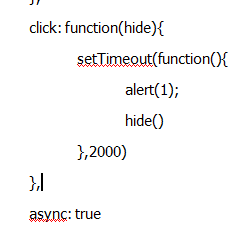 },
click: function(hide){
setTimeout(function(){
alert(1);
hide()
},2000)
},
async: true